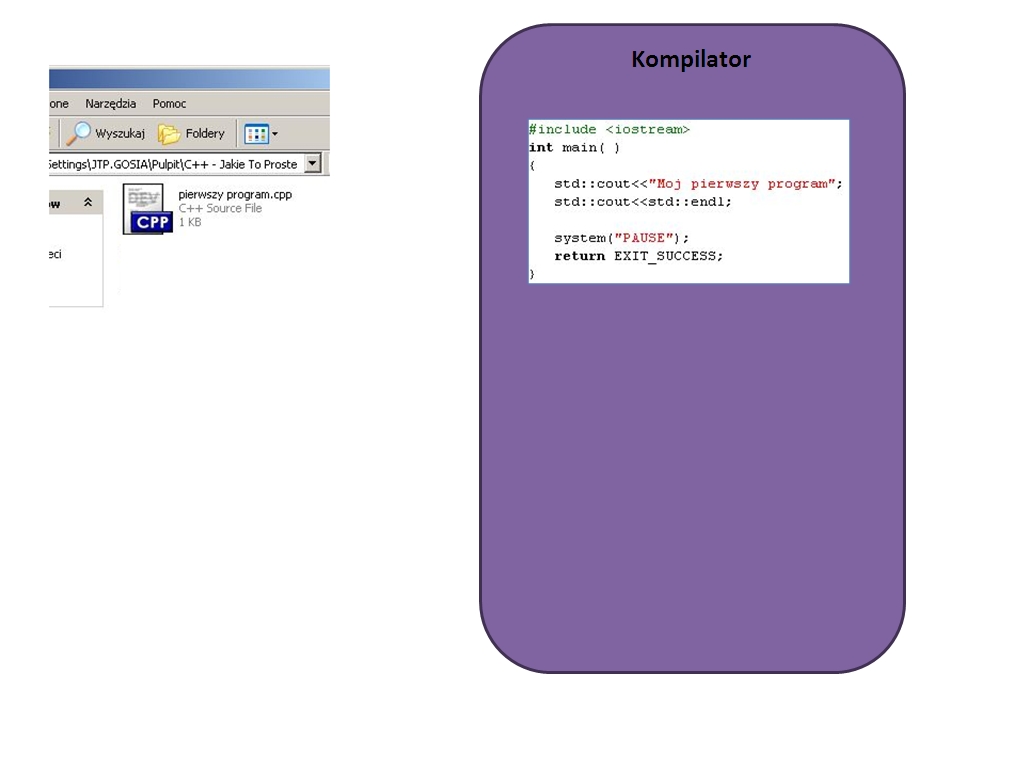 one Narzędzia Pomoc
Wyszukaj Foldery
ettings\JTP.GOSIA\Pulpit\C++ - Jakie To Proste
ow
eci
DEV
CPP
pierwszy program.cpp
C++ Source File
1 KB
Kompilator
#include <iostream>
int main( )
{
std::cout<<"Moj pierwszy program";
std::cout<<std::endl;
system("PAUSE");
return EXIT_SUCCESS;
}